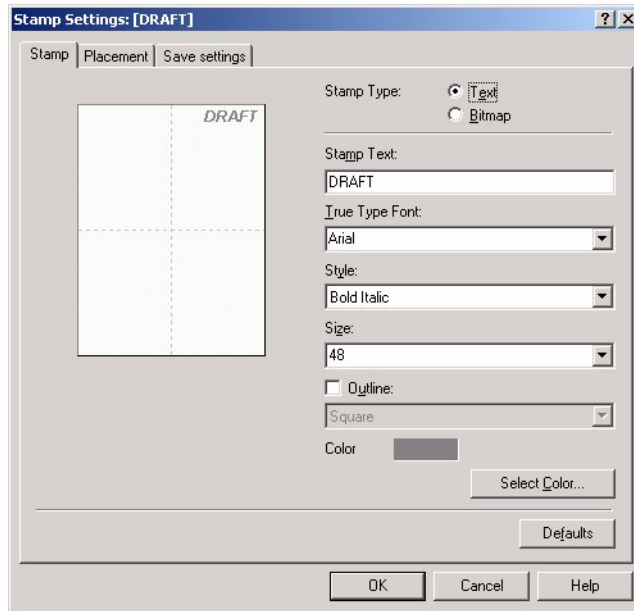 Stamp Settings: [DRAFT]
Stamp Placement Save settings
DRAFT
Stamp Type: Text
Bitmap
Stamp Text:
DRAFT
True Type Font:
Arial
Style:
Bold Italic
Size:
48
Outline:
Square
Color
Select Color...
Defaults
OK Cancel Help